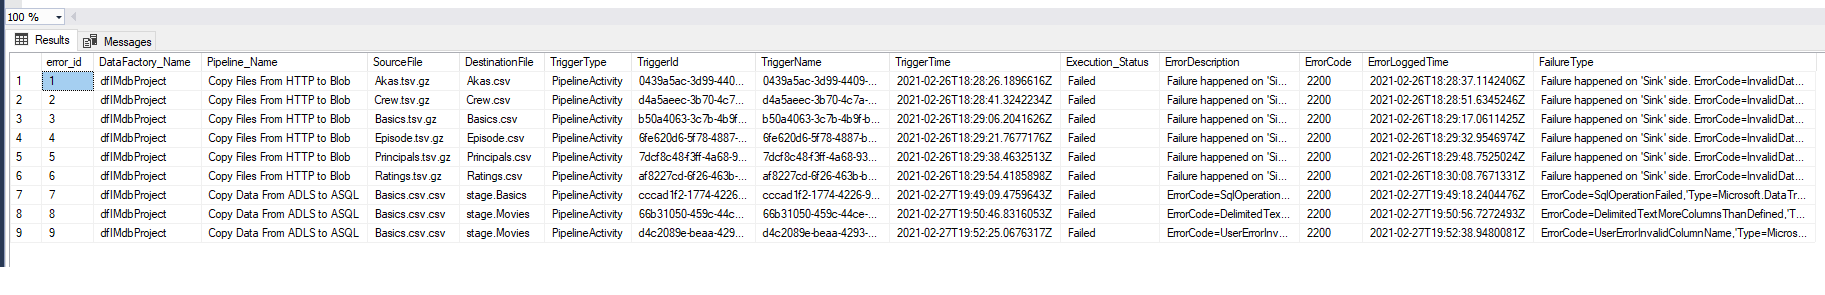 100 %
Results Messages
error_id DataFactory_Name Pipeline_Name SourceFile DestinationFile TriggerType TriggerId TriggerName TriggerTime Execution_Status ErrorDescription ErrorCode ErrorLoggedTime FailureType
1 1 dfIMdbProject Copy Files From HTTP to Blob Akas.tsv.gz Akas.csv PipelineActivity 0439a5ac-3d99-440... 0439a5ac-3d99-4409-... 2021-02-26T18:28:26.1896616Z Failed Failure happened on 'Si... 2200 2021-02-26T18:28:37.1142406Z Failure happened on 'Sink' side. ErrorCode=InvalidDat...
2 2 dfIMdbProject Copy Files From HTTP to Blob Crew.tsv.gz Crew.csv PipelineActivity d4a5aeec-3b70-4c7... d4a5aeec-3b70-4c7a-... 2021-02-26T18:28:41.3242234Z Failed Failure happened on 'Si... 2200 2021-02-26T18:28:51.6345246Z Failure happened on 'Sink' side. ErrorCode=InvalidDat...
3 3 dfIMdbProject Copy Files From HTTP to Blob Basics.tsv.gz Basics.csv PipelineActivity b50a4063-3c7b-4b9f... b50a4063-3c7b-4b9f-b... 2021-02-26T18:29:06.2041626Z Failed Failure happened on 'Si... 2200 2021-02-26T18:29:17.0611425Z Failure happened on 'Sink' side. ErrorCode=InvalidDat...
4 4 dfIMdbProject Copy Files From HTTP to Blob Episode.tsv.gz Episode.csv PipelineActivity 6fe620d6-5f78-4887-... 6fe620d6-5f78-4887-b... 2021-02-26T18:29:21.7677176Z Failed Failure happened on 'Si... 2200 2021-02-26T18:29:32.9546974Z Failure happened on 'Sink' side. ErrorCode=InvalidDat...
5 5 dfIMdbProject Copy Files From HTTP to Blob Principals.tsv.gz Principals.csv PipelineActivity 7dcf8c48-f3ff-4a68-9... 7dcf8c48-f3ff-4a68-93... 2021-02-26T18:29:38.4632513Z Failed Failure happened on 'Si... 2200 2021-02-26T18:29:48.7525024Z Failure happened on 'Sink' side. ErrorCode=InvalidDat...
6 6 dfIMdbProject Copy Files From HTTP to Blob Ratings.tsv.gz Ratings.csv PipelineActivity af8227cd-6f26-463b-... af8227cd-6f26-463b-b... 2021-02-26T18:29:54.4185898Z Failed Failure happened on 'Si... 2200 2021-02-26T18:30:08.7671331Z Failure happened on 'Sink' side. ErrorCode=InvalidDat...
7 7 dfIMdbProject Copy Data From ADLS to ASQL Basics.csv.csv stage.Basics PipelineActivity cccad1f2-1774-4226... cccad1f2-1774-4226-9... 2021-02-27T19:49:09.4759643Z Failed ErrorCode=SqlOperation... 2200 2021-02-27T19:49:18.2404476Z ErrorCode=SqlOperationFailed,'Type=Microsoft.DataTr...
8 8 dfIMdbProject Copy Data From ADLS to ASQL Basics.csv.csv stage.Movies PipelineActivity 66b31050-459c-44c... 66b31050-459c-44ce-... 2021-02-27T19:50:46.8316053Z Failed ErrorCode=DelimitedTex... 2200 2021-02-27T19:50:56.7272493Z ErrorCode=DelimitedTextMoreColumnsThanDefined,'T...
9 9 dfIMdbProject Copy Data From ADLS to ASQL Basics.csv.csv stage.Movies PipelineActivity d4c2089e-beaa-429... d4c2089e-beaa-4293-... 2021-02-27T19:52:25.0676317Z Failed ErrorCode=UserErrorInv... 2200 2021-02-27T19:52:38.9480081Z ErrorCode=UserErrorInvalidColumnName,'Type=Micros...